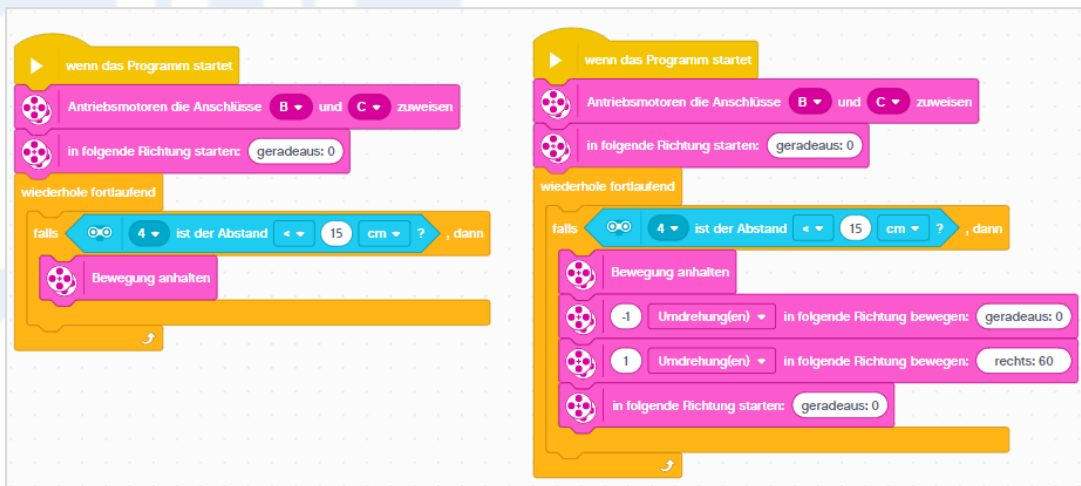 wenn das Programm startet
Antriebsmotoren die Anschlüsse B und C zuweisen
in folgende Richtung starten: geradeaus: 0
wiederhole fortlaufend
falls 4 ist der Abstand < 15 cm ? , dann
Bewegung anhalten
wenn das Programm startet
Antriebsmotoren die Anschlüsse B und C zuweisen
in folgende Richtung starten: geradeaus: 0
wiederhole fortlaufend
falls 4 ist der Abstand < 15 cm ? , dann
Bewegung anhalten
-1 Umdrehung(en) in folgende Richtung bewegen: geradeaus: 0
1 Umdrehung(en) in folgende Richtung bewegen: rechts: 60
in folgende Richtung starten: geradeaus: 0